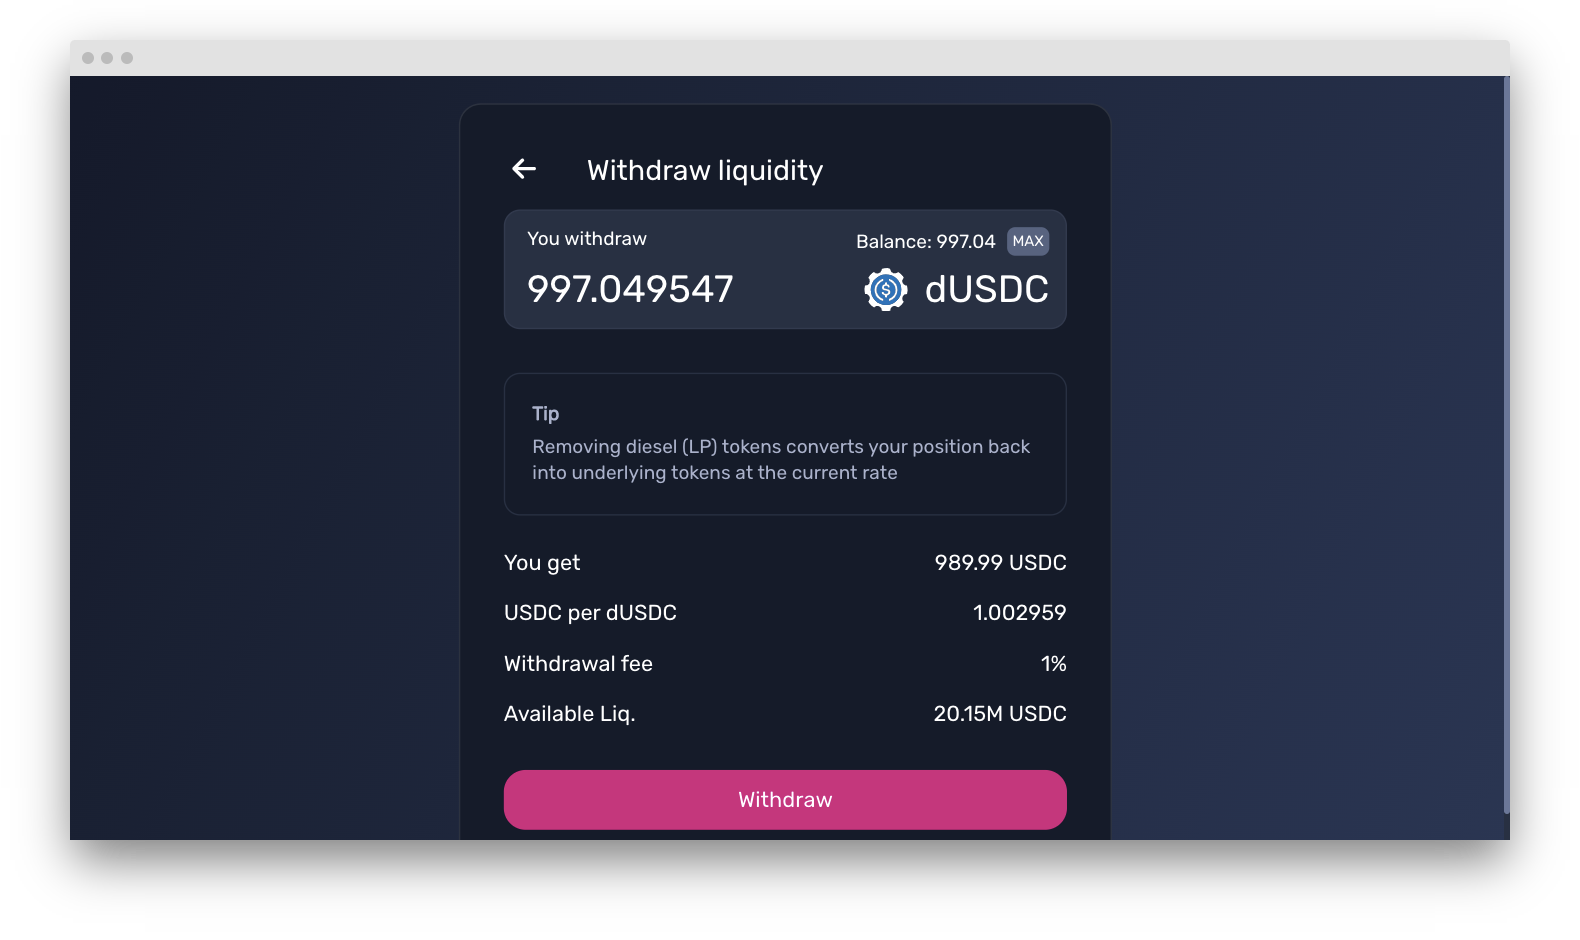 Withdraw liquidity
You withdraw
Balance: 997.04 MAX
997.049547
$ dUSDC
Tip
Removing diesel (LP) tokens converts your position back
into underlying tokens at the current rate
You get 989.99 USDC
USDC per dUSDC 1.002959
Withdrawal fee 1%
Available Liq. 20.15M USDC
Withdraw